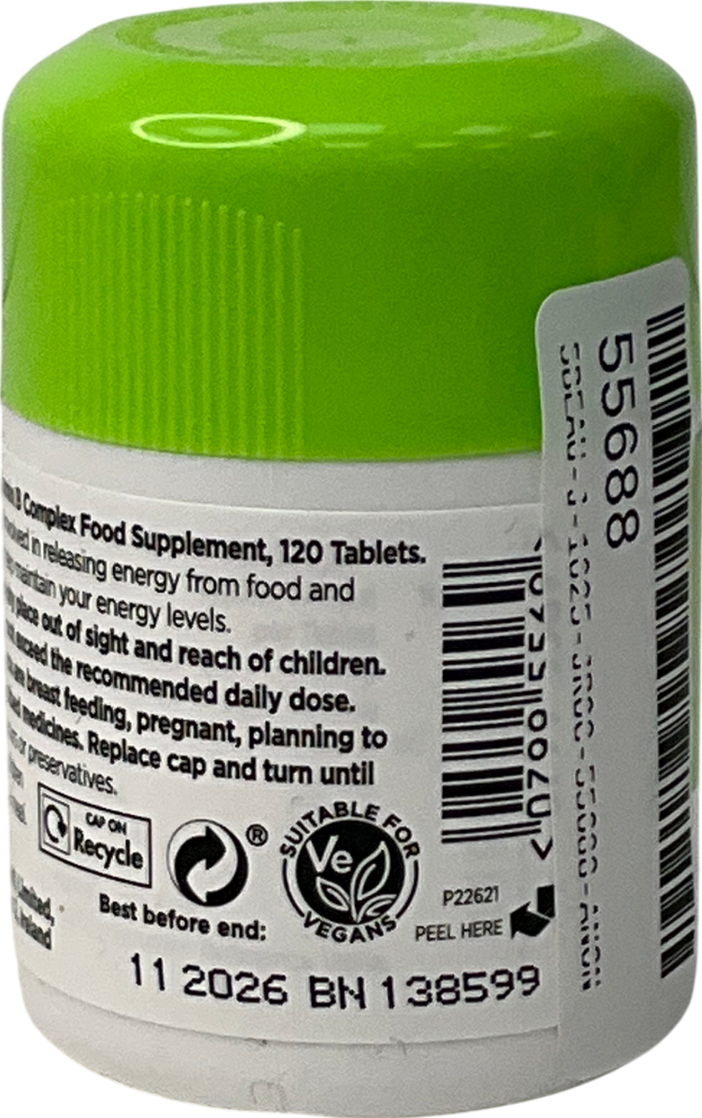 B Complex Food Supplement, 120 Tablets.
in releasing energy from food and
maintain your energy levels.
place out of sight and reach of children.
exceed the recommended daily dose.
breast feeding, pregnant, planning to
medicines. Replace cap and turn until
or preservatives.
CAP ON
Recycle
®
SUITABLE FOR
Ve
VEGANS
Limited,
Ireland
Best before end:
P22621
PEEL HERE
11 2026 BN 138599
55688